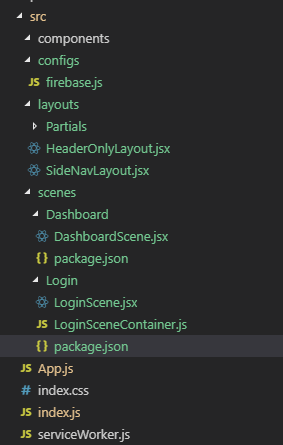 src
components
configs
JS firebase.js
layouts
Partials
HeaderOnlyLayout.jsx
SideNavLayout.jsx
scenes
Dashboard
DashboardScene.jsx
{ } package.json
Login
LoginScene.jsx
JS LoginSceneContainer.js
{ } package.json
JS App.js
# index.css
JS index.js
JS serviceWorker.js